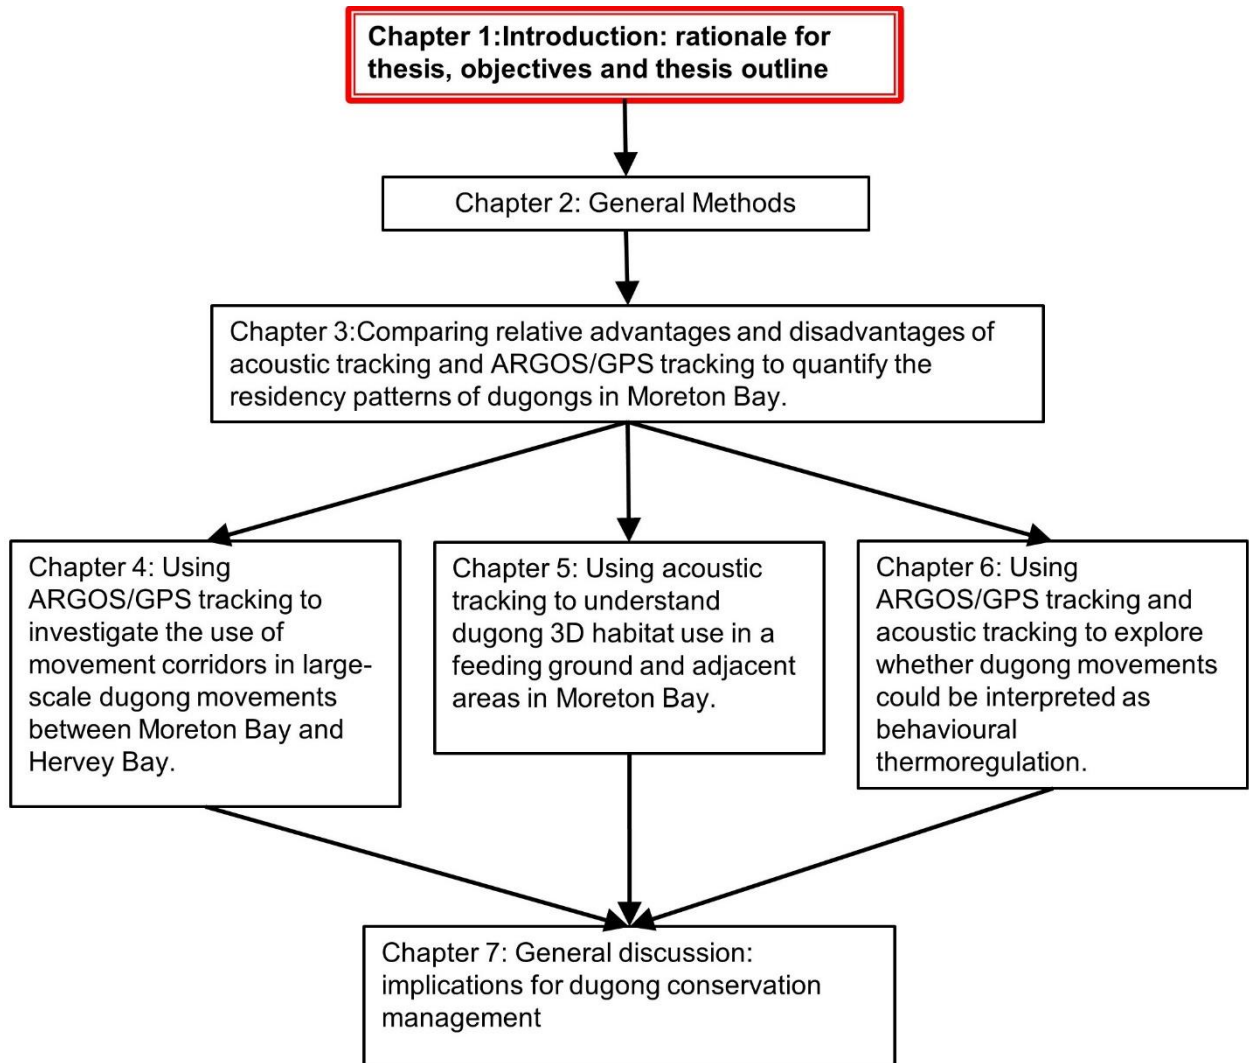 Chapter 1:Introduction: rationale for
thesis, objectives and thesis outline
Chapter 2: General Methods
Chapter 3:Comparing relative advantages and disadvantages of
acoustic tracking and ARGOS/GPS tracking to quantify the
residency patterns of dugongs in Moreton Bay.
Chapter 4: Using
ARGOS/GPS tracking to
investigate the use of
movement corridors in large-
scale dugong movements
between Moreton Bay and
Hervey Bay.
Chapter 5: Using acoustic
tracking to understand
dugong 3D habitat use in a
feeding ground and adjacent
areas in Moreton Bay.
Chapter 6: Using
ARGOS/GPS tracking and
acoustic tracking to explore
whether dugong movements
could be interpreted as
behavioural
thermoregulation.
Chapter 7: General discussion:
implications for dugong conservation
management